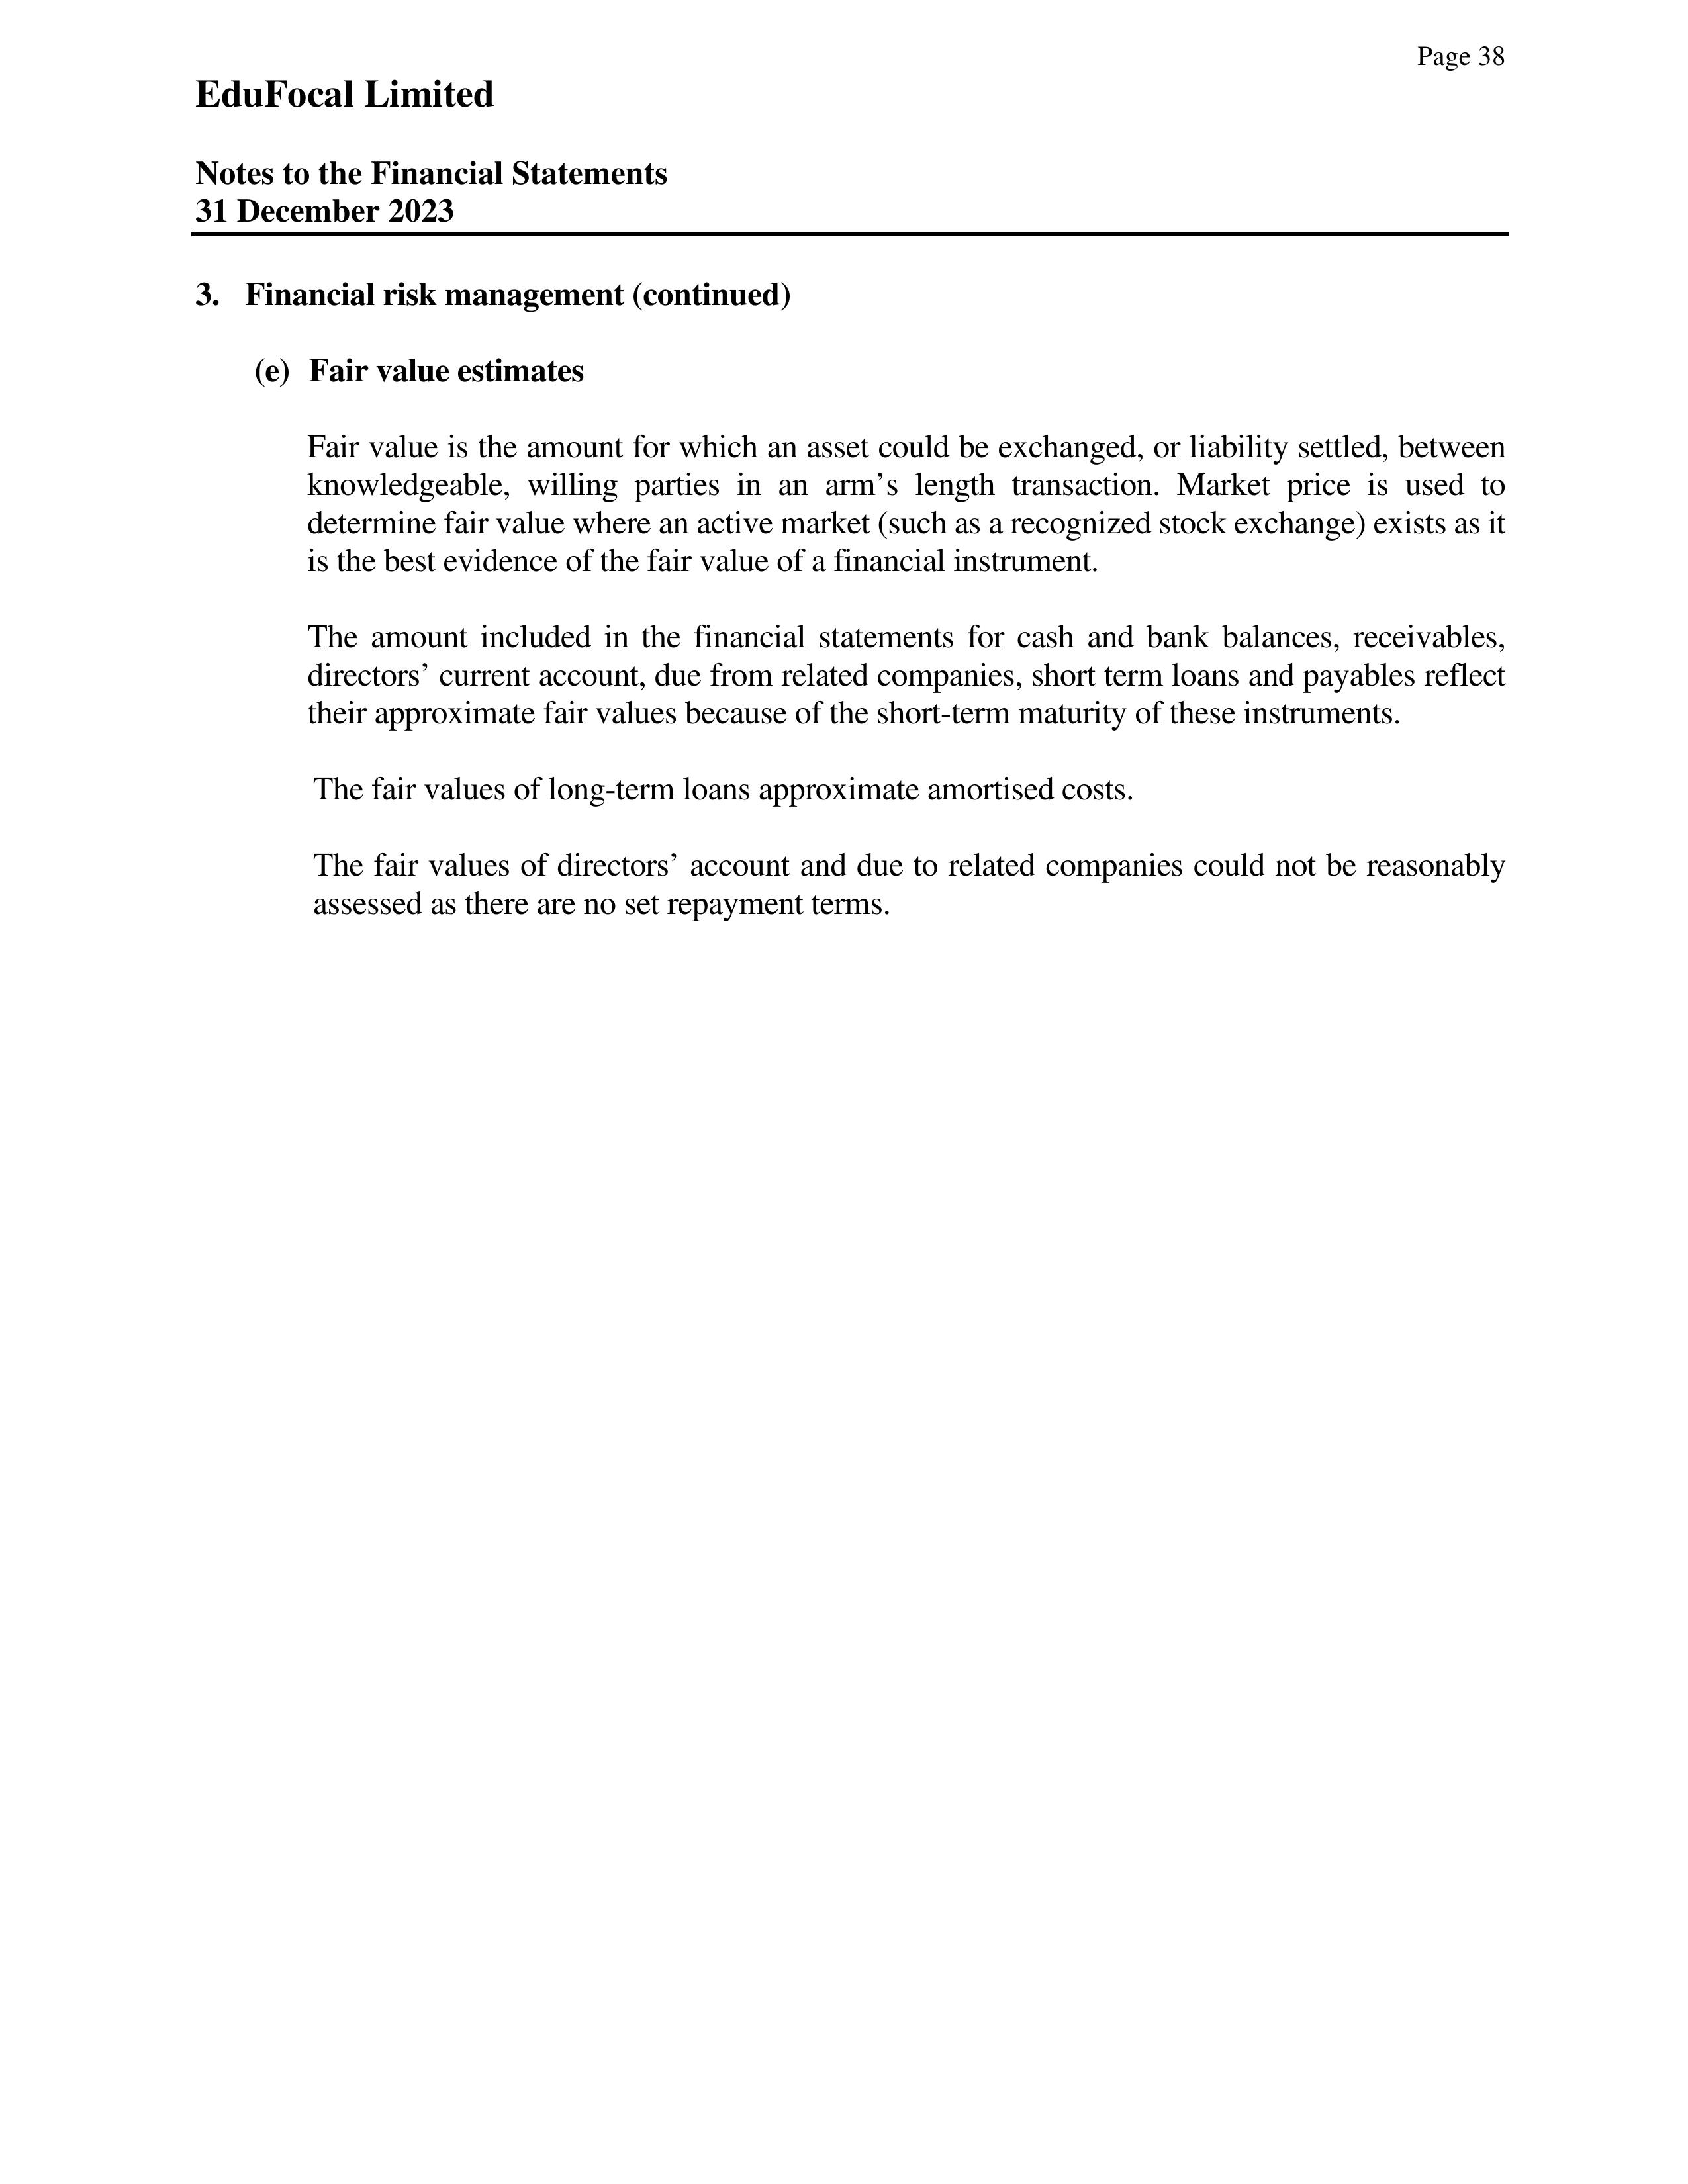 Page 38
EduFocal Limited
Notes to the Financial Statements
31 December 2023
3. Financial risk management (continued)
(e) Fair value estimates
Fair value is the amount for which an asset could be exchanged, or liability settled, between
knowledgeable, willing parties in an arm’s length transaction. Market price is used to
determine fair value where an active market (such as a recognized stock exchange) exists as it
is the best evidence of the fair value of a financial instrument.
The amount included in the financial statements for cash and bank balances, receivables,
directors’ current account, due from related companies, short term loans and payables reflect
their approximate fair values because of the short-term maturity of these instruments.
The fair values of long-term loans approximate amortised costs.
The fair values of directors’ account and due to related companies could not be reasonably
assessed as there are no set repayment terms.